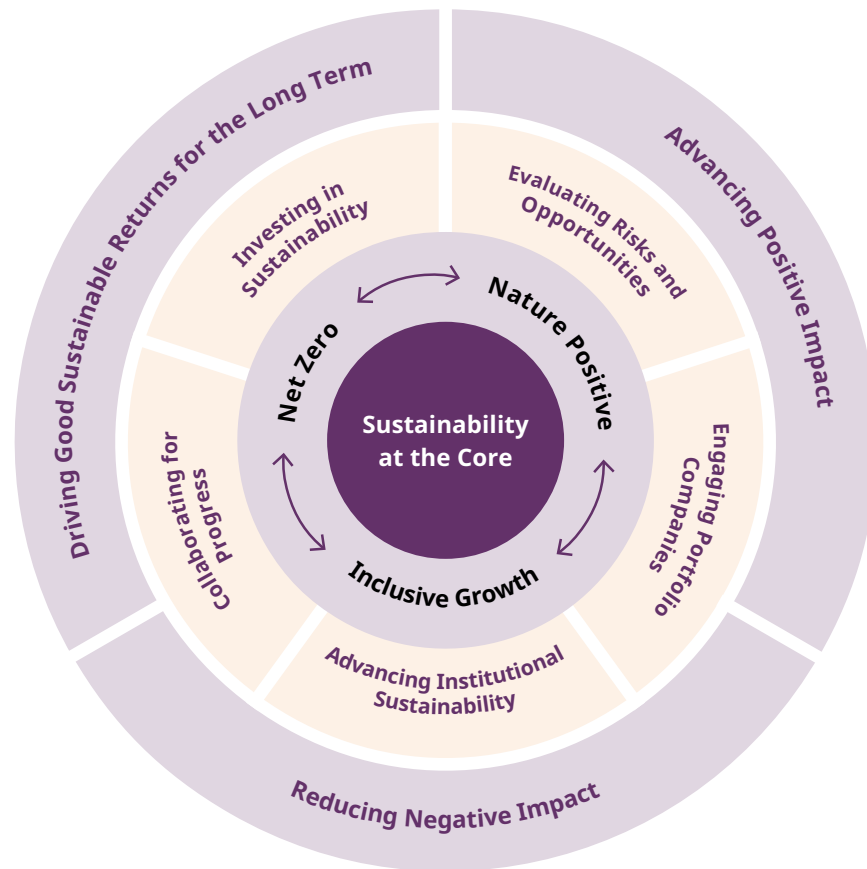 Driving Good Sustainable Returns for the Long Term
Advancing Positive Impact
Reducing Negative Impact
Investing in
Sustainability
Evaluating Risks and
Opportunities
Engaging Portfolio
Companies
Advancing Institutional
Sustainability
Collaborating for
Progress
Net Zero
Nature Positive
Inclusive Growth
Sustainability
at the Core